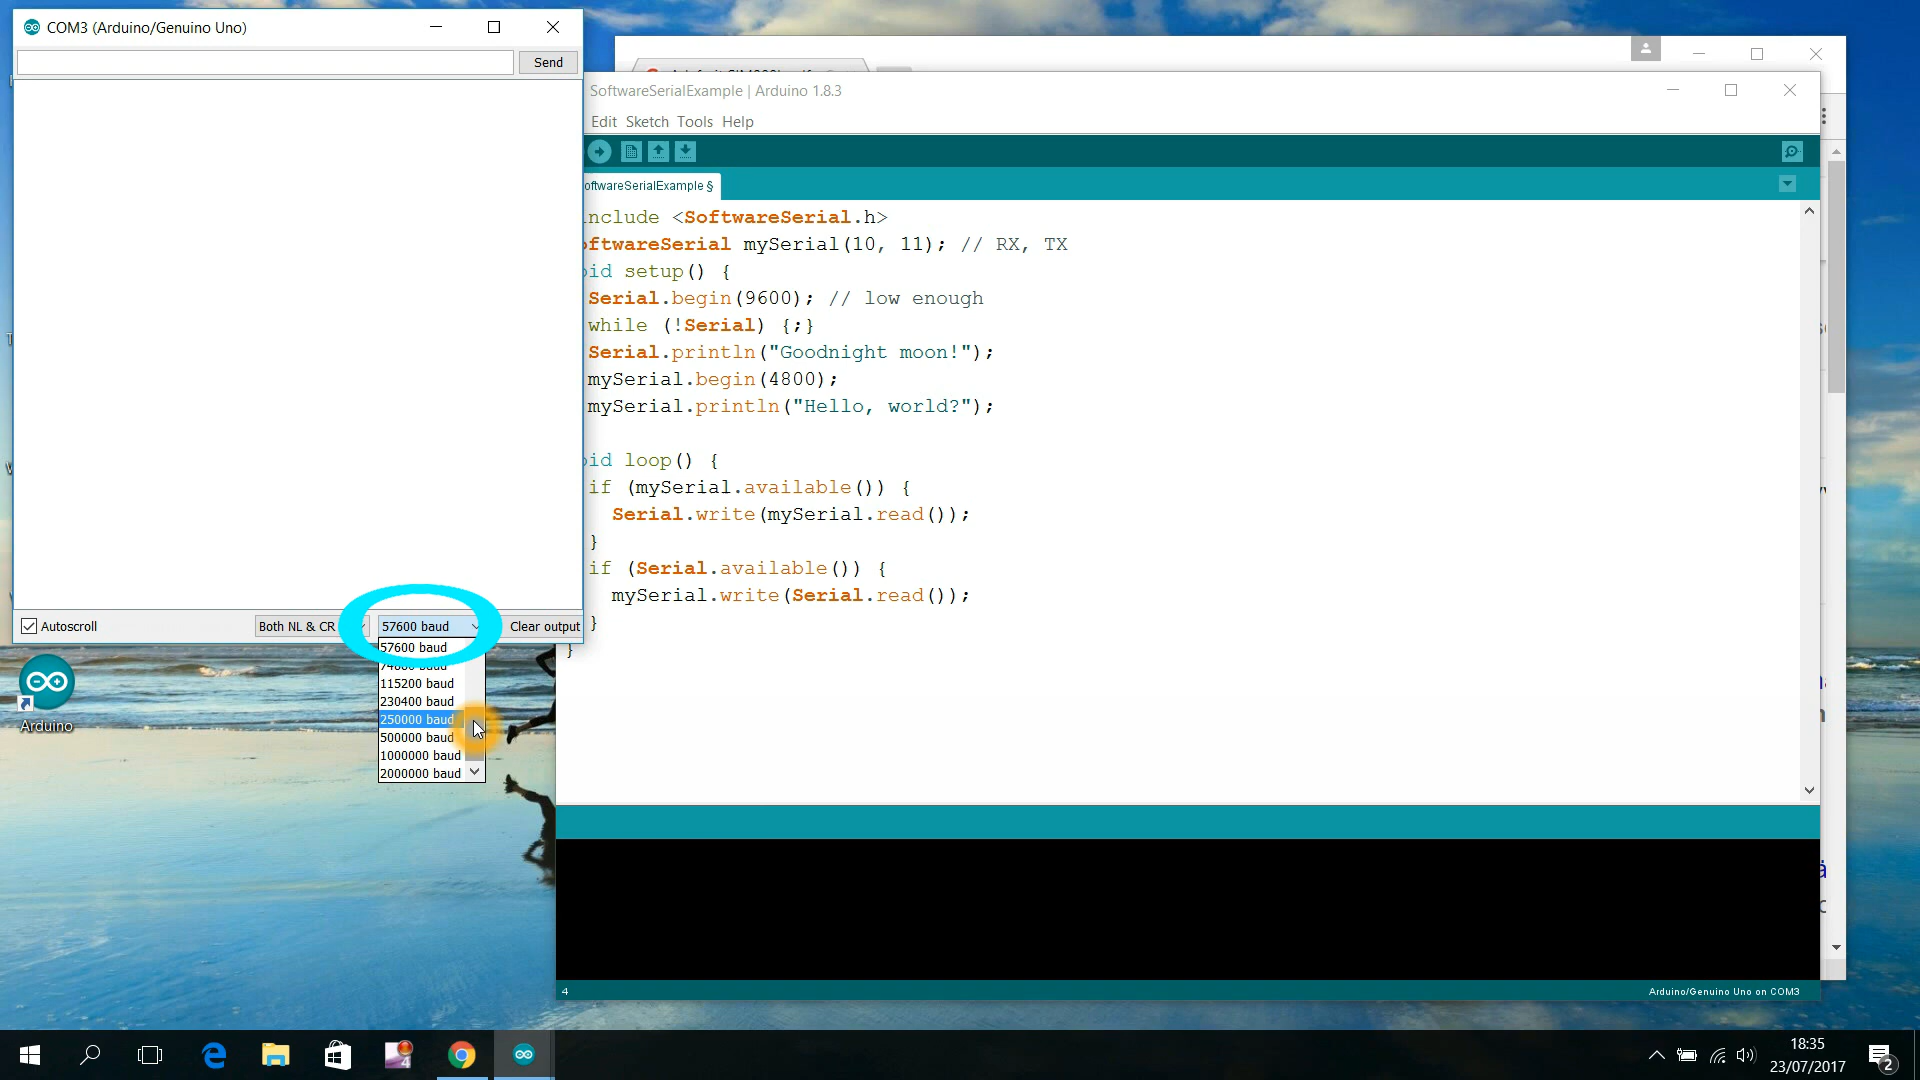 COM3 (Arduino/Genuino Uno)
Send
SoftwareSerialExample | Arduino 1.8.3
Edit Sketch Tools Help
oftwareSerialExample §
nclude <SoftwareSerial.h>
oftwareSerial mySerial(10, 11); // RX, TX
id setup() {
Serial.begin(9600); // low enough
while (!Serial) {;}
Serial.println("Goodnight moon!");
mySerial.begin(4800);
mySerial.println("Hello, world?");
id loop() {
if (mySerial.available()) {
Serial.write(mySerial.read());
}
if (Serial.available()) {
mySerial.write(Serial.read());
}
}
Autoscroll
Both NL & CR
57600 baud
Clear output
57600 baud
74880 baud
115200 baud
230400 baud
250000 baud
500000 baud
1000000 baud
2000000 baud
Arduino
4
Arduino/Genuino Uno on COM3
18:35
23/07/2017
2